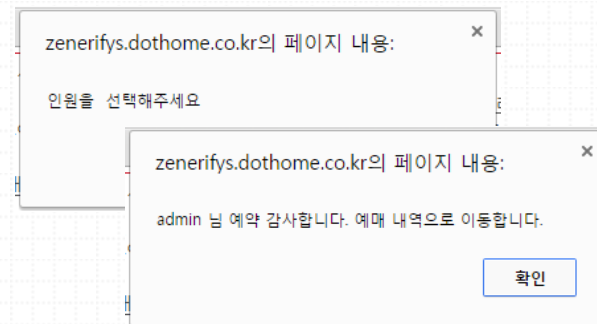 zenerifys.dothome.co.kr의 페이지 내용:
인원을 선택해주세요
zenerifys.dothome.co.kr의 페이지 내용:
admin 님 예약 감사합니다. 예매 내역으로 이동합니다.
확인